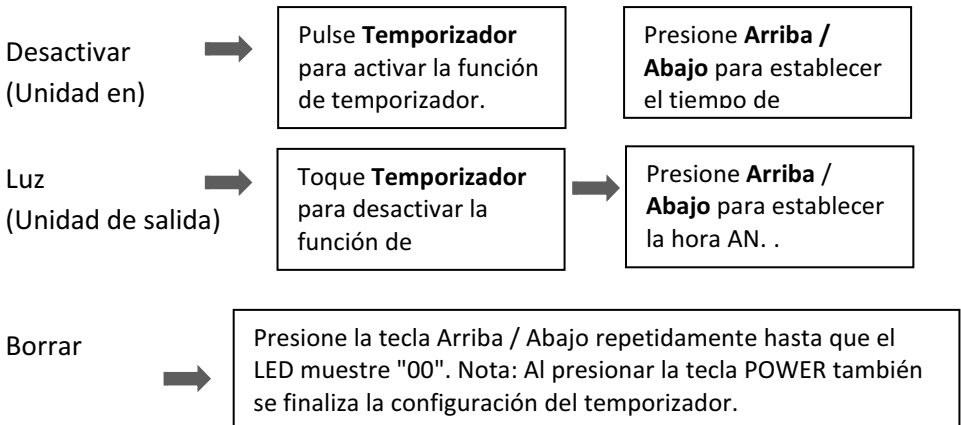 Desactivar
(Unidad en)
Pulse Temporizador
para activar la función
de temporizador.
Presione Arriba /
Abajo para establecer
el tiempo de
Luz
(Unidad de salida)
Toque Temporizador
para desactivar la
función de
Presione Arriba /
Abajo para establecer
la hora AN. .
Borrar
Presione la tecla Arriba / Abajo repetidamente hasta que el
LED muestre "00". Nota: Al presionar la tecla POWER también
se finaliza la configuración del temporizador.